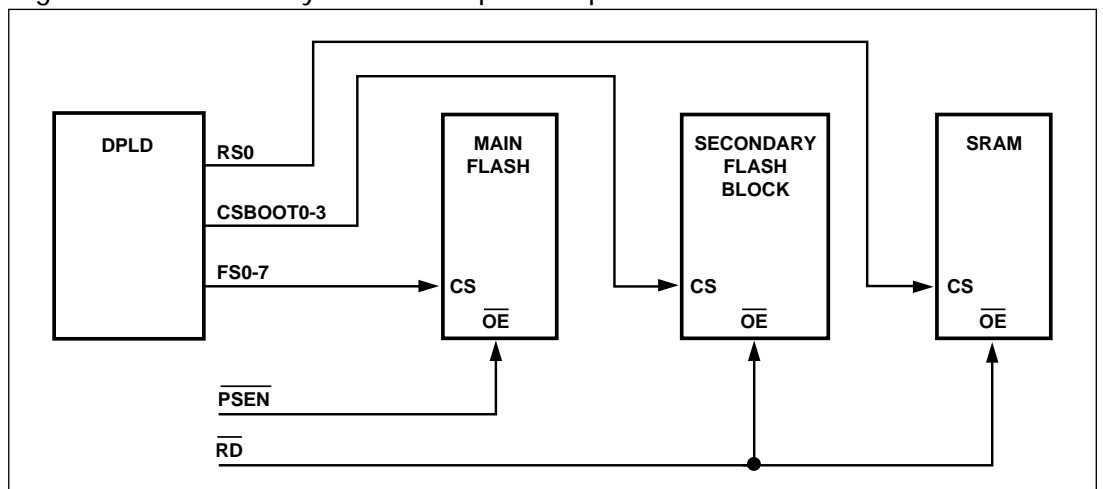 DPLD
RS0
CSBOOT0-3
FS0-7
MAIN
FLASH
CS
OE
SECONDARY
FLASH
BLOCK
CS
OE
SRAM
CS
OE
PSEN
RD